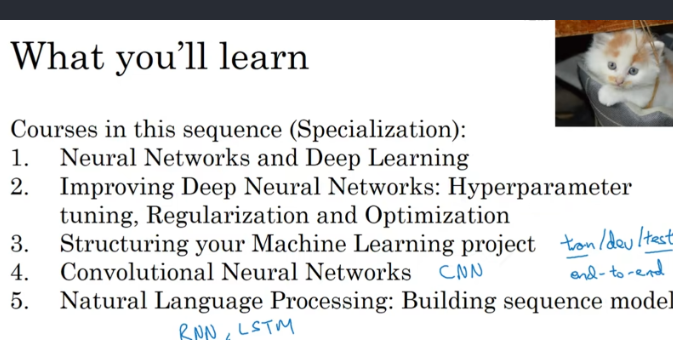 What you'll learn
Courses in this sequence (Specialization):
1. Neural Networks and Deep Learning
2. Improving Deep Neural Networks: Hyperparameter
tuning, Regularization and Optimization
3. Structuring your Machine Learning project train/dev/test
end-to-end
4. Convolutional Neural Networks CNN
5. Natural Language Processing: Building sequence model
RNN, LSTM